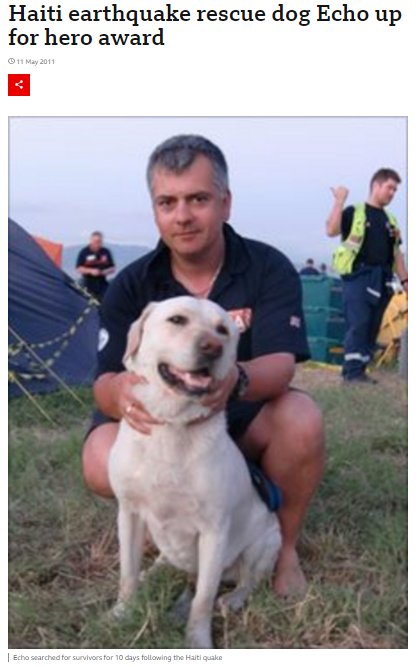 Haiti earthquake rescue dog Echo up
for hero award
11 May 2011
Echo searched for survivors for 10 days following the Haiti quake